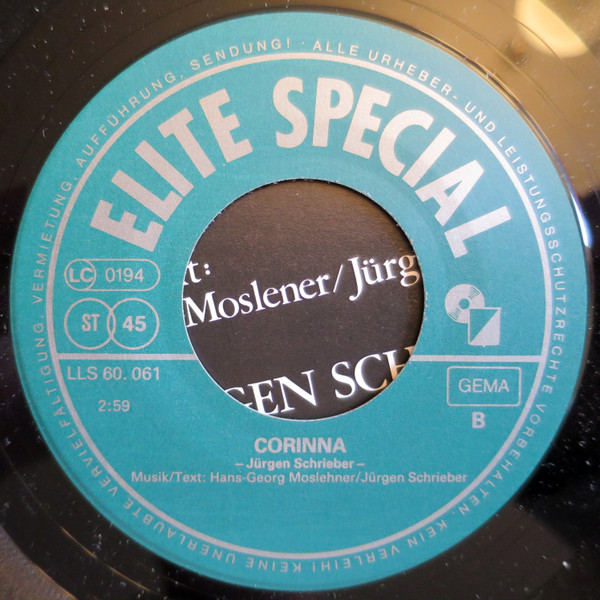 ALLE URHEBER- UND LEISTUNGSSCHUTZRECHTE VORBEHALTEN. KEIN VERLEIH! KEINE UNERLAUBTE VERVIELFÄLTIGUNG, VERMIETUNG, AUFFÜHRUNG, SENDUNG! ·
ELITE SPECIAL
LC 0194
ST 45
t:
Moslener/Jürg
GEN SCH
LLS 60. 061
GEMA
2:59
B
CORINNA
– Jürgen Schrieber –
Musik/Text: Hans-Georg Moslehner/Jürgen Schrieber